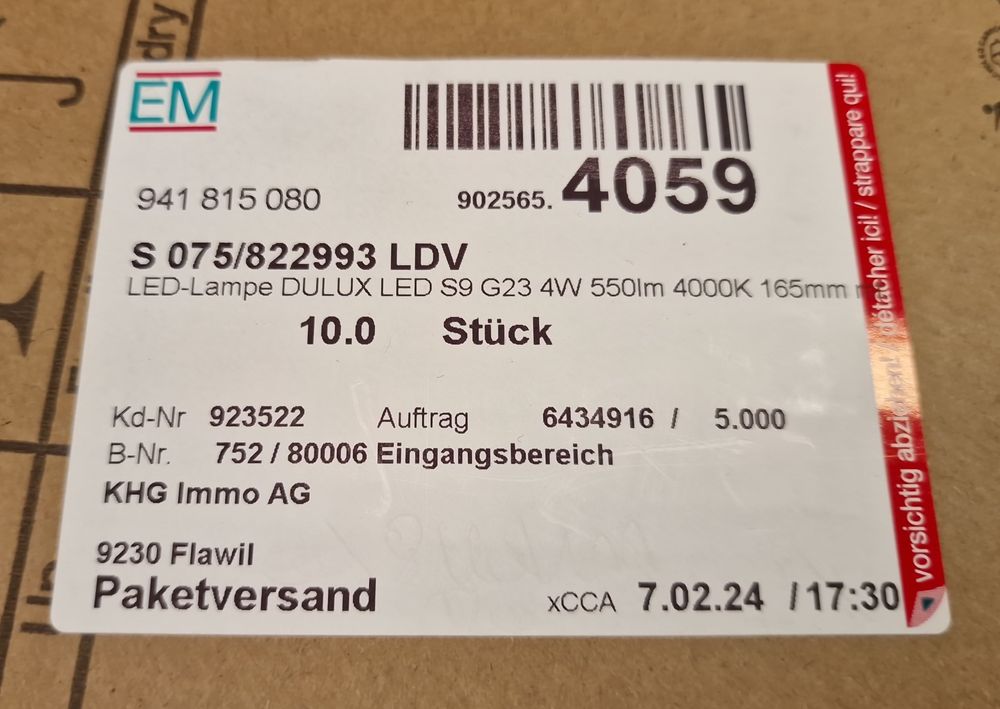 dry
EM
941 815 080
902565. 4059
S 075/822993 LDV
LED-Lampe DULUX LED S9 G23 4W 550lm 4000K 165mm
10.0 Stück
Kd-Nr 923522 Auftrag 6434916 / 5.000
B-Nr. 752 / 80006 Eingangsbereich
KHG Immo AG
9230 Flawil
Paketversand
xCCA 7.02.24 / 17:30
vorsichtig abziehen! / détacher ici! / strappare qui!